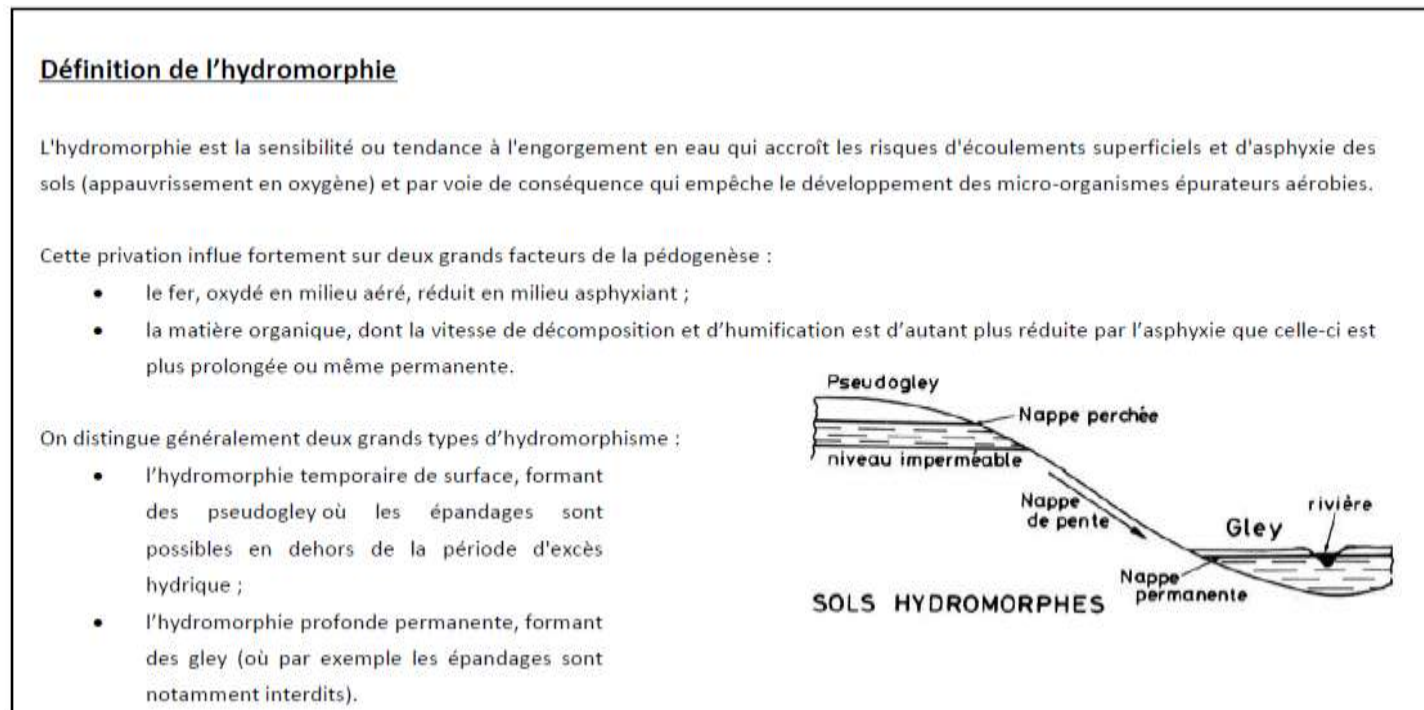 Définition de l'hydromorphie
L'hydromorphie est la sensibilité ou tendance à l'engorgement en eau qui accroît les risques d'écoulements superficiels et d'asphyxie des
sols (appauvrissement en oxygène) et par voie de conséquence qui empêche le développement des micro-organismes épurateurs aérobies.
Cette privation influe fortement sur deux grands facteurs de la pédogenèse :
• le fer, oxydé en milieu aéré, réduit en milieu asphyxiant ;
• la matière organique, dont la vitesse de décomposition et d'humification est d'autant plus réduite par l'asphyxie que celle-ci est
plus prolongée ou même permanente.
On distingue généralement deux grands types d'hydromorphisme :
• l'hydromorphie temporaire de surface, formant
des pseudogley où les épandages sont
possibles en dehors de la période d'excès
hydrique ;
• l'hydromorphie profonde permanente, formant
des gley (où par exemple les épandages sont
notamment interdits).
Pseudogley
Nappe perchée
niveau imperméable
Nappe
de pente
Gley
rivière
Nappe
permanente
SOLS HYDROMORPHES